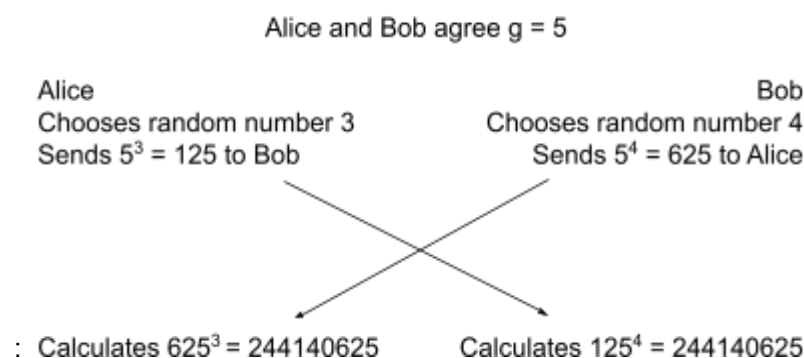 Alice and Bob agree g = 5
Alice
Chooses random number 3
Sends 5³ = 125 to Bob
Bob
Chooses random number 4
Sends 5⁴ = 625 to Alice
: Calculates 625³ = 244140625
Calculates 125⁴ = 244140625